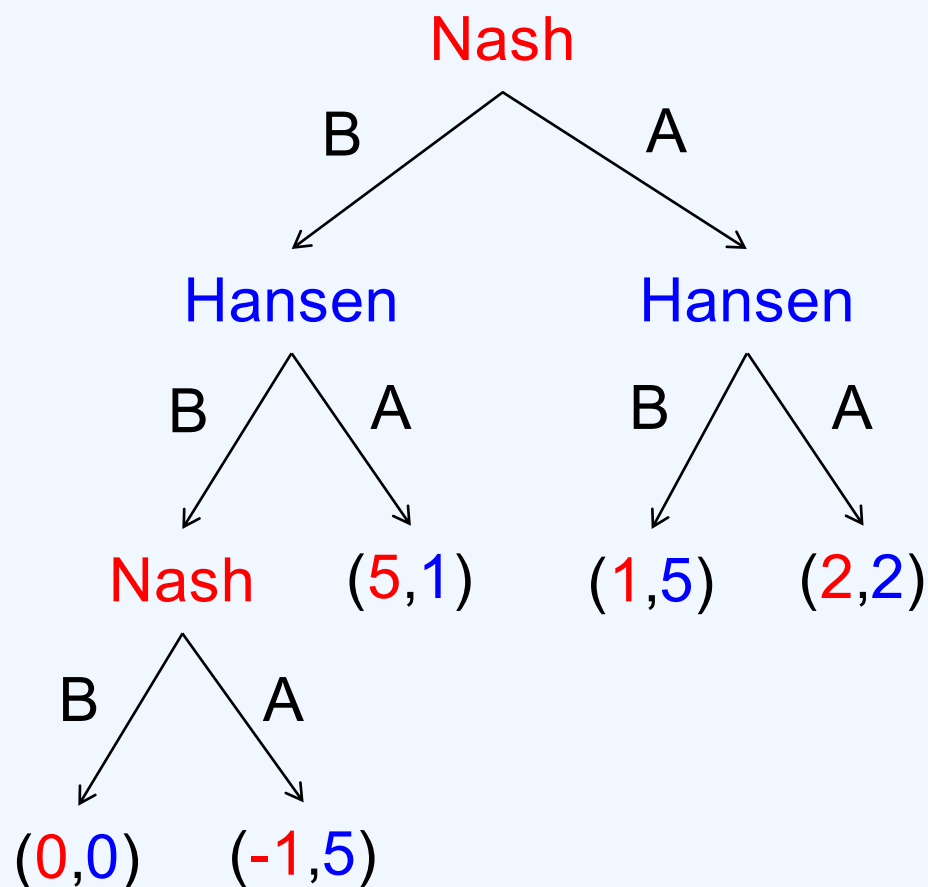 Nash
B A
Hansen Hansen
B A B A
Nash (5,1) (1,5) (2,2)
B A
(0,0) (-1,5)